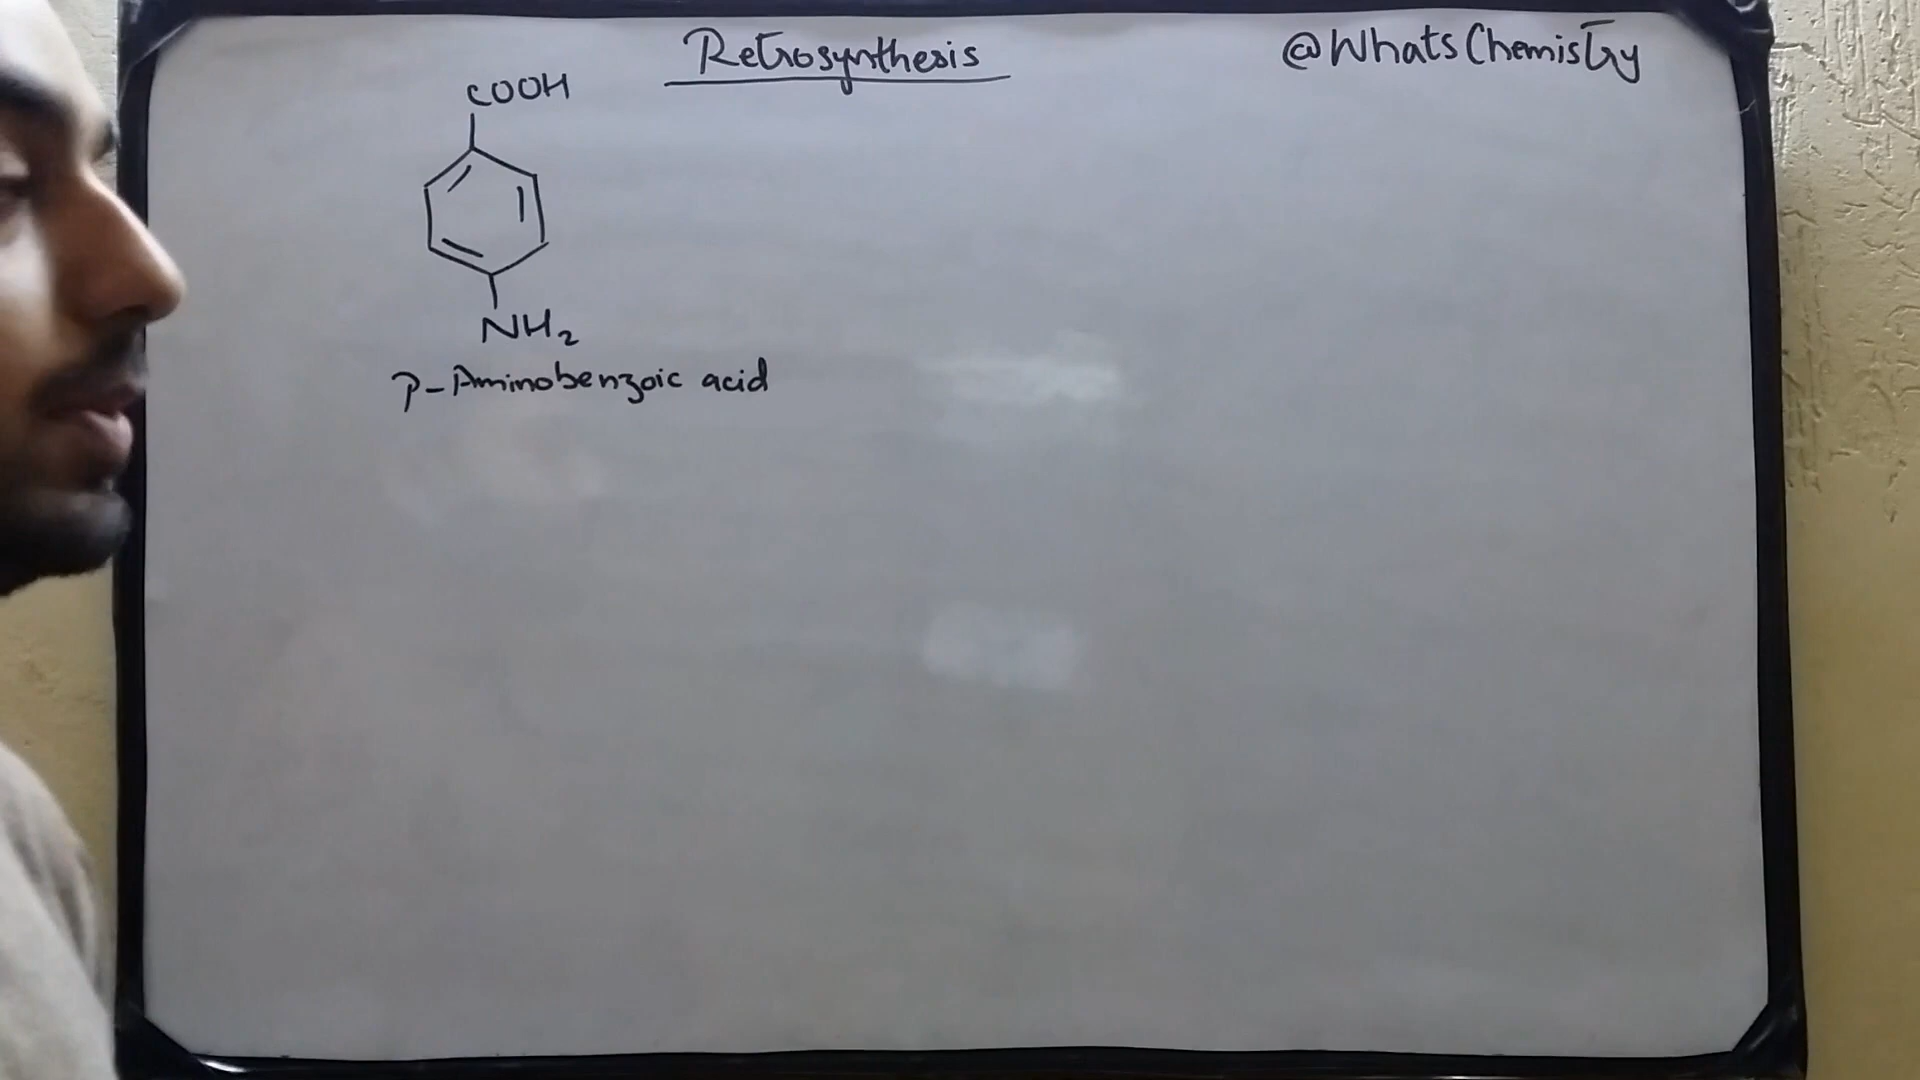 Retrosynthesis
@WhatsChemistry
COOH
NH2
p-Aminobenzoic acid